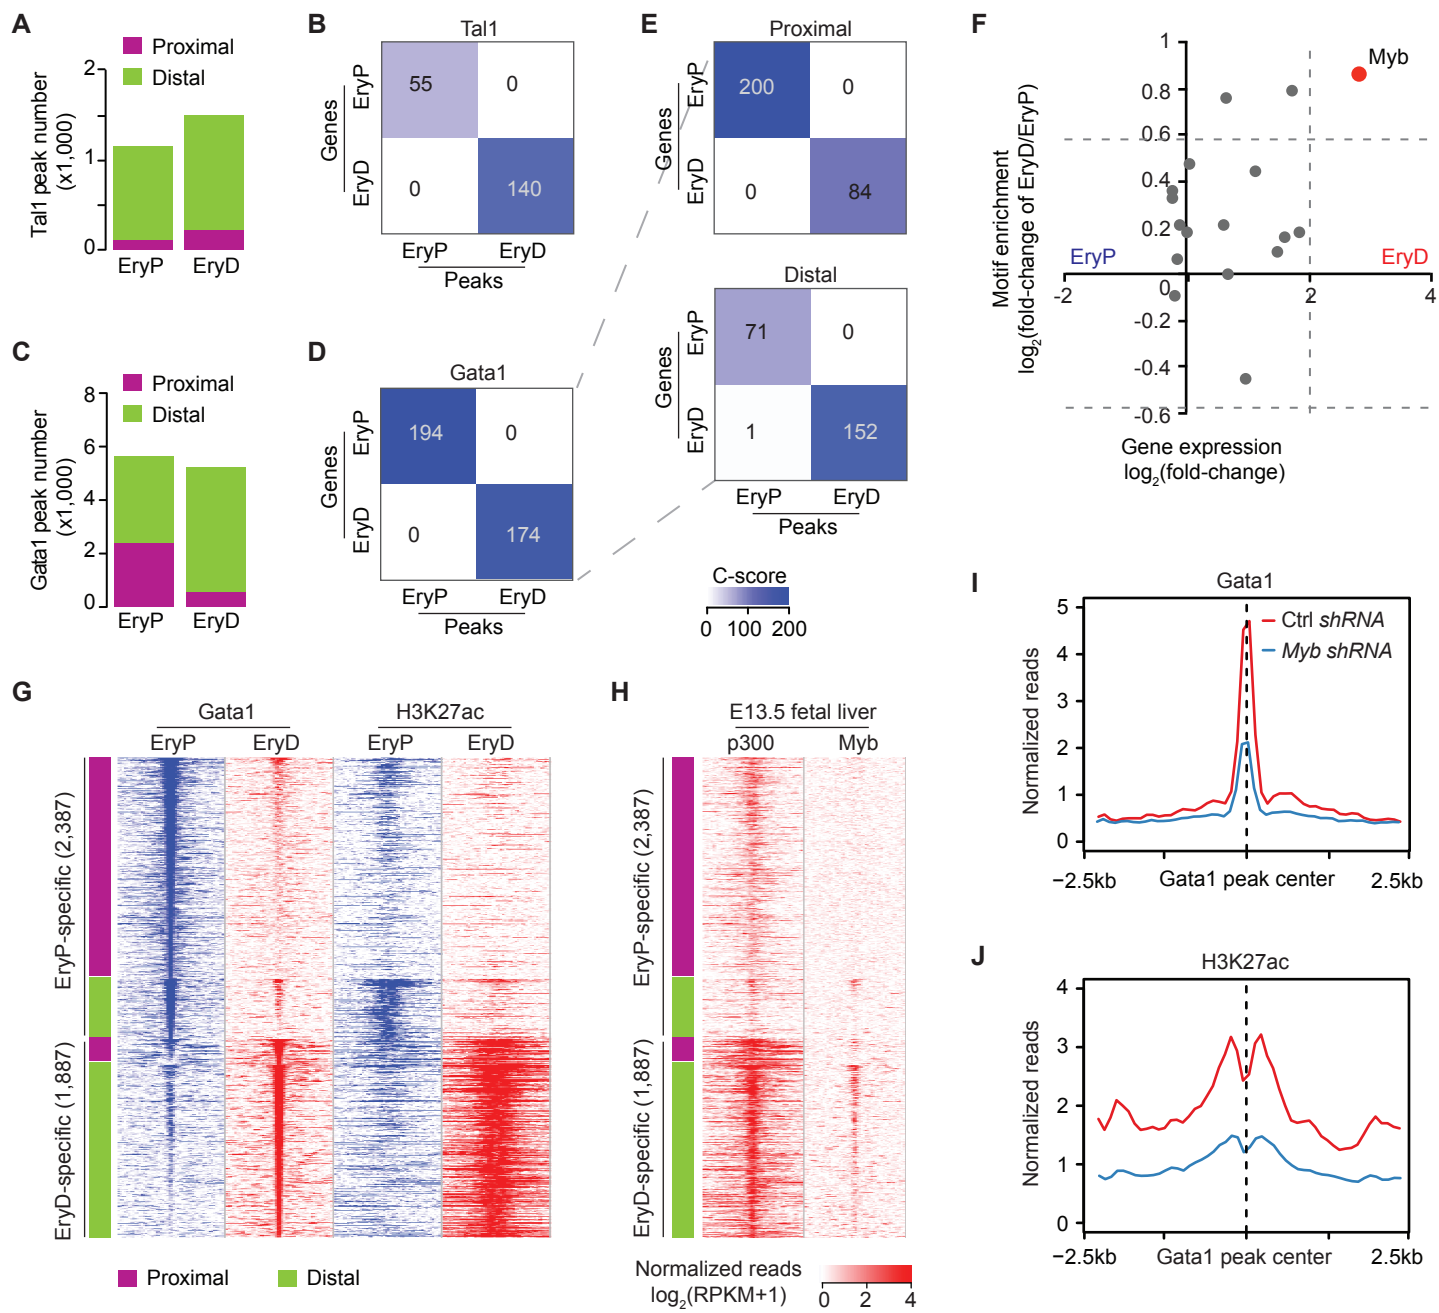 A
Proximal
Distal
Tal1 peak number
(x1,000)
2
1
0
EryP
EryD
B
Tal1
Genes
EryP
EryD
55
0
0
140
EryP
EryD
Peaks
C
Proximal
Distal
Gata1 peak number
(x1,000)
8
6
4
2
0
EryP
EryD
D
Gata1
Genes
EryP
EryD
194
0
0
174
EryP
EryD
Peaks
E
Proximal
Genes
EryP
EryD
200
0
0
84
Distal
Genes
EryP
EryD
71
0
1
152
EryP
EryD
Peaks
C-score
0
100
200
F
Motif enrichment
log2(fold-change of EryD/EryP)
1
0.8
0.6
0.4
0.2
0
-0.2
-0.4
-0.6
Myb
EryP
EryD
-2
2
4
Gene expression
log2(fold-change)
G
Gata1
H3K27ac
EryP
EryD
EryP
EryD
EryP-specific (2,387)
EryD-specific (1,887)
Proximal
Distal
H
E13.5 fetal liver
p300
Myb
EryP-specific (2,387)
EryD-specific (1,887)
Normalized reads
log2(RPKM+1)
0
2
4
I
Gata1
Normalized reads
5
4
3
2
1
0
Ctrl shRNA
Myb shRNA
−2.5kb
Gata1 peak center
2.5kb
J
H3K27ac
Normalized reads
4
3
2
1
0
−2.5kb
Gata1 peak center
2.5kb